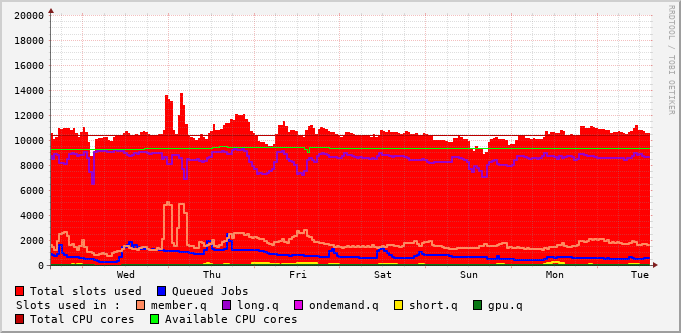 RRDTOOL / TOBI OETIKER
20000
18000
16000
14000
12000
10000
8000
6000
4000
2000
0
Wed Thu Fri Sat Sun Mon Tue
Total slots used Queued Jobs
Slots used in : member.q long.q ondemand.q short.q gpu.q
Total CPU cores Available CPU cores